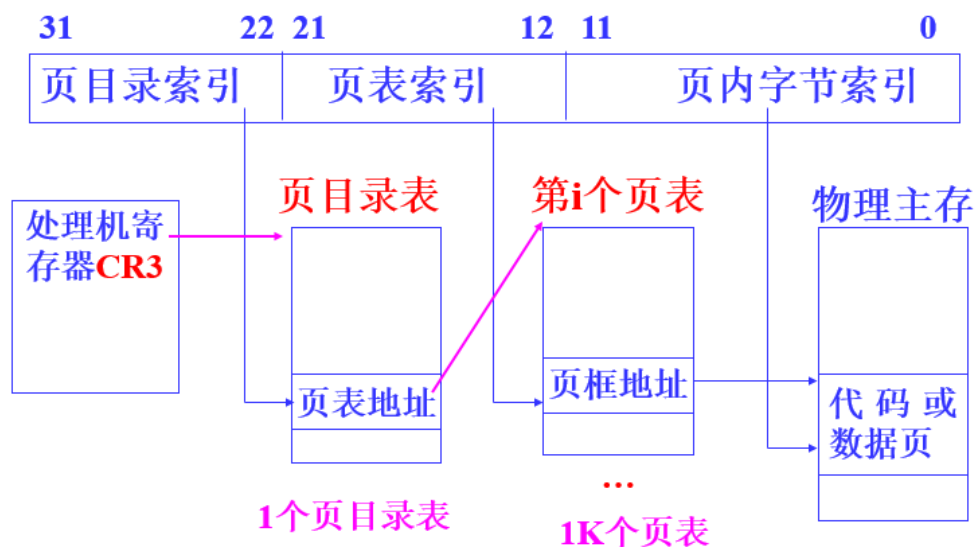 31 22 21 12 11 0
页目录索引 页表索引 页内字节索引
页目录表 第i个页表 物理主存
处理机寄
存器CR3
页表地址
页框地址
代 码 或
数据页
...
1个页目录表
1K个页表